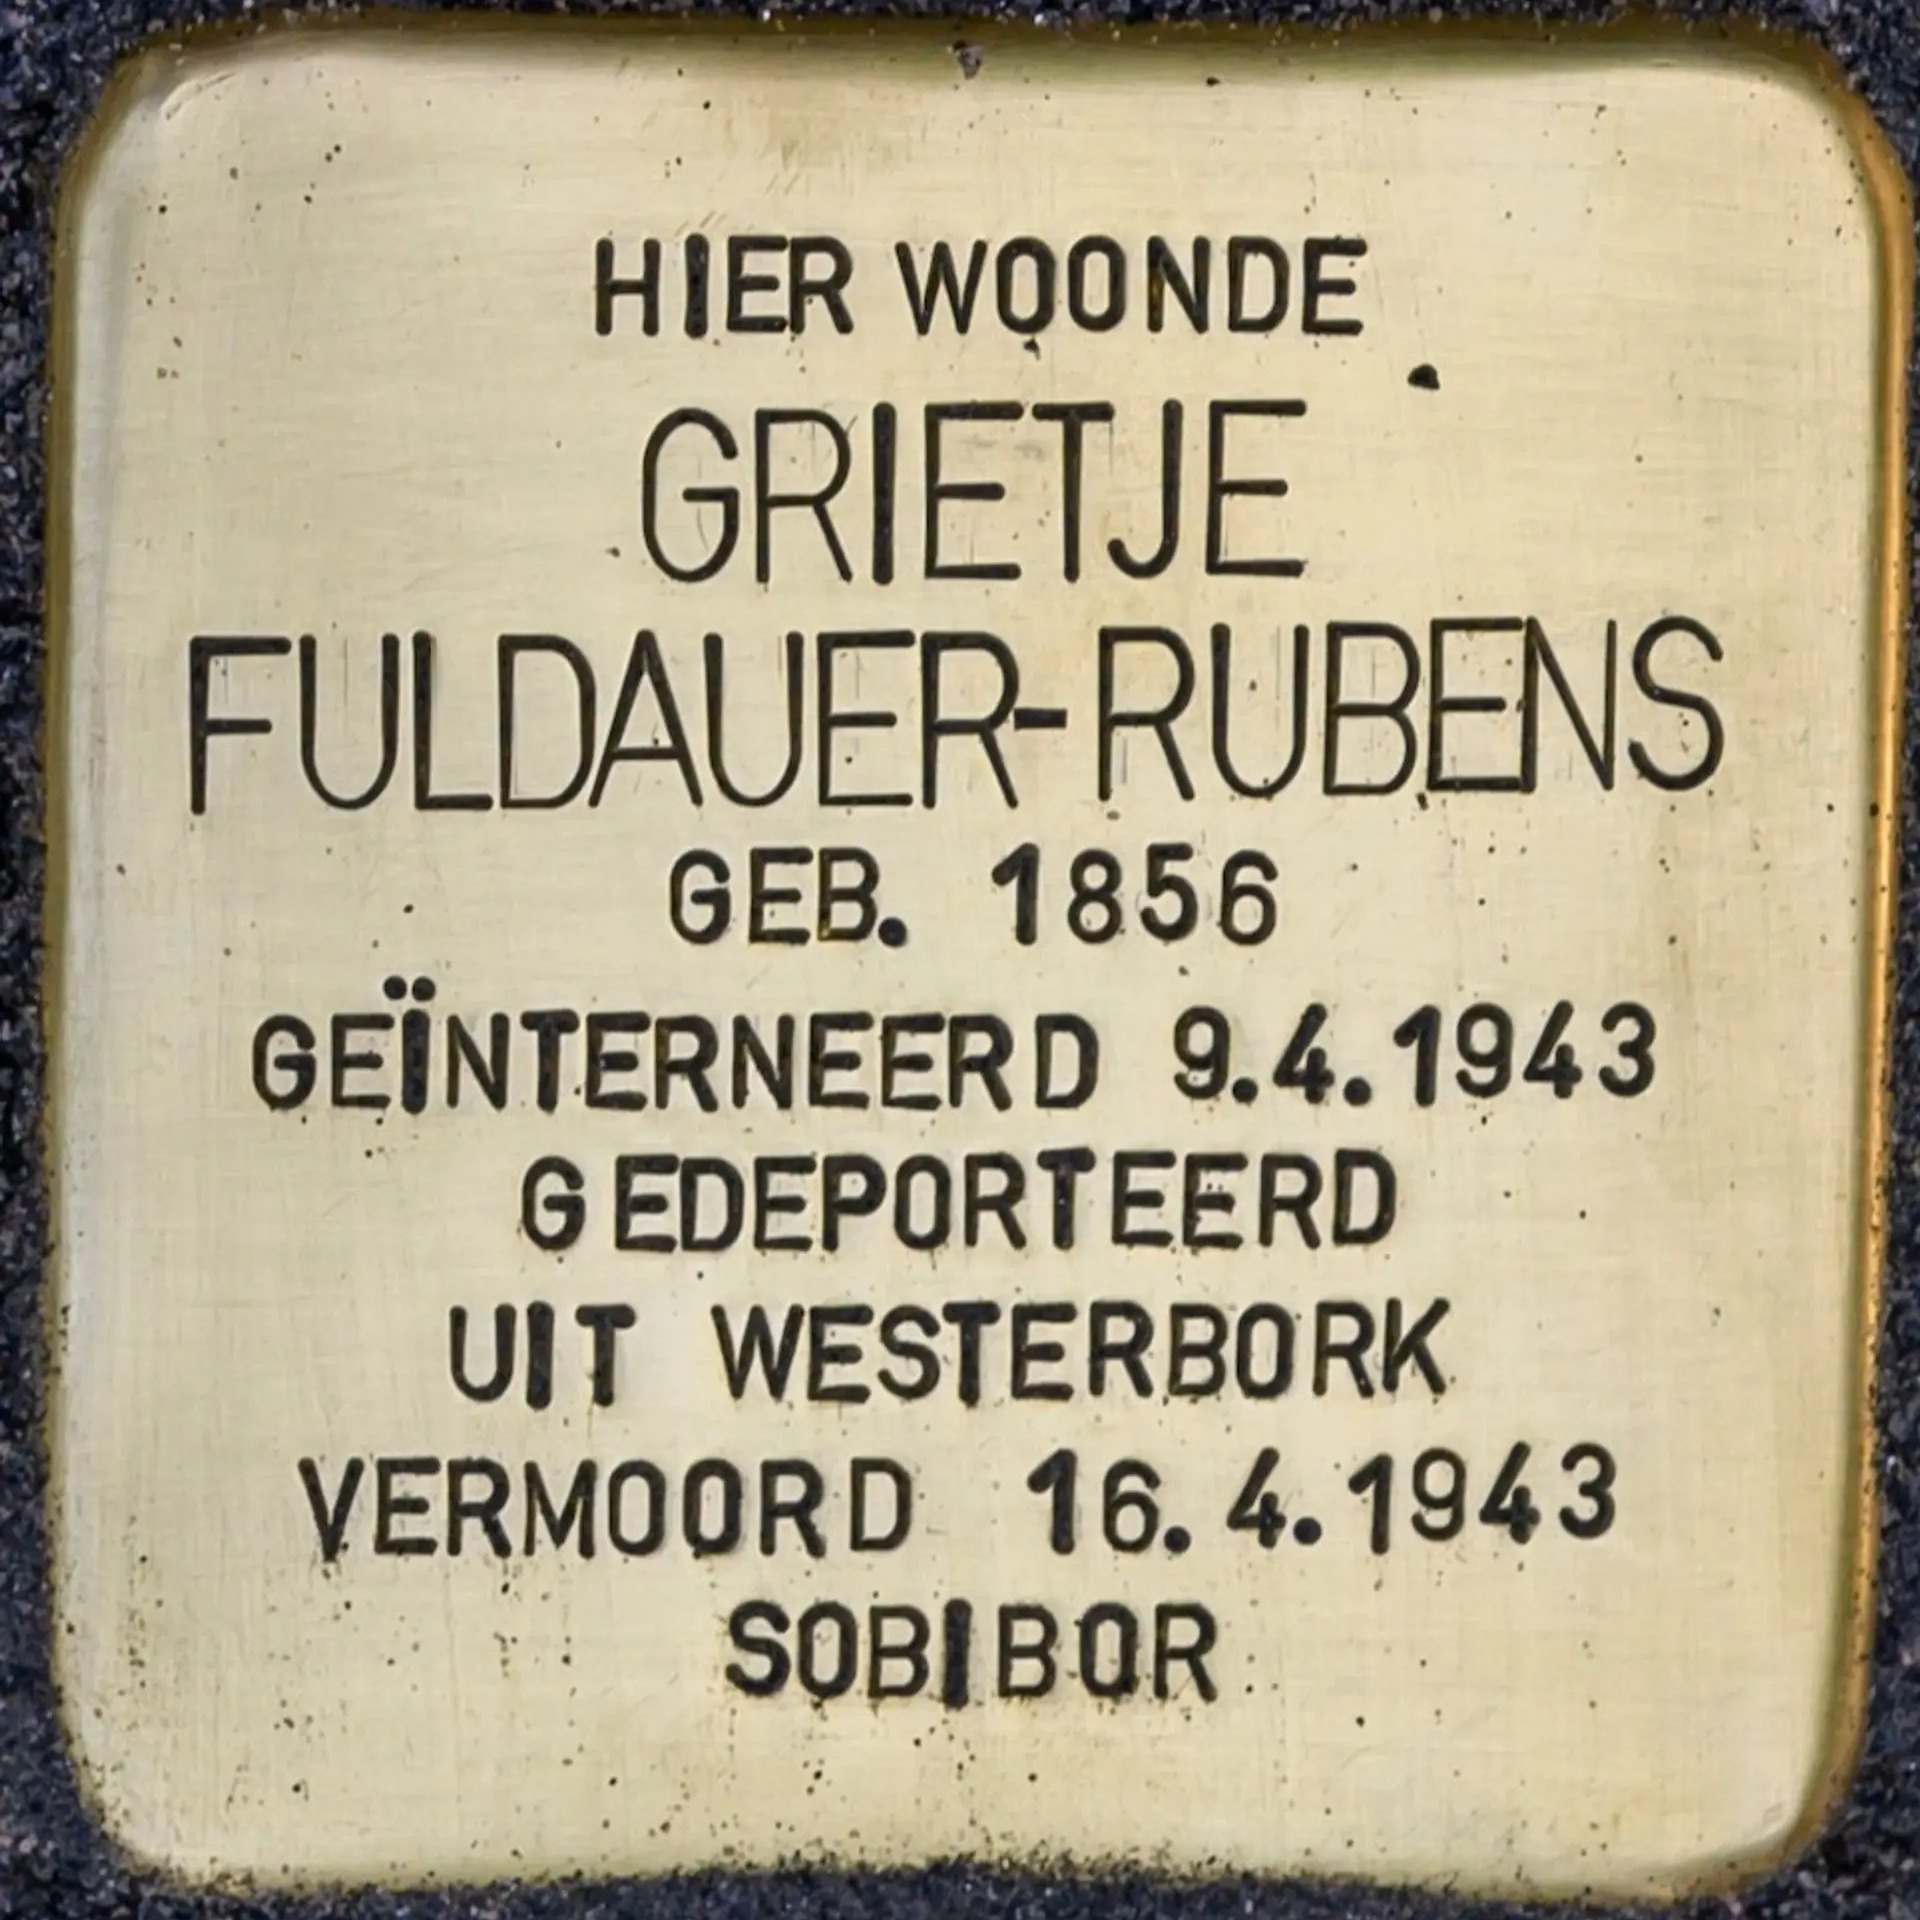 HIER WOONDE
GRIETJE
FULDAUER-RUBENS
GEB. 1856
GEÏNTERNEERD 9.4.1943
GEDEPORTEERD
UIT WESTERBORK
VERMOORD 16.4.1943
SOBIBOR